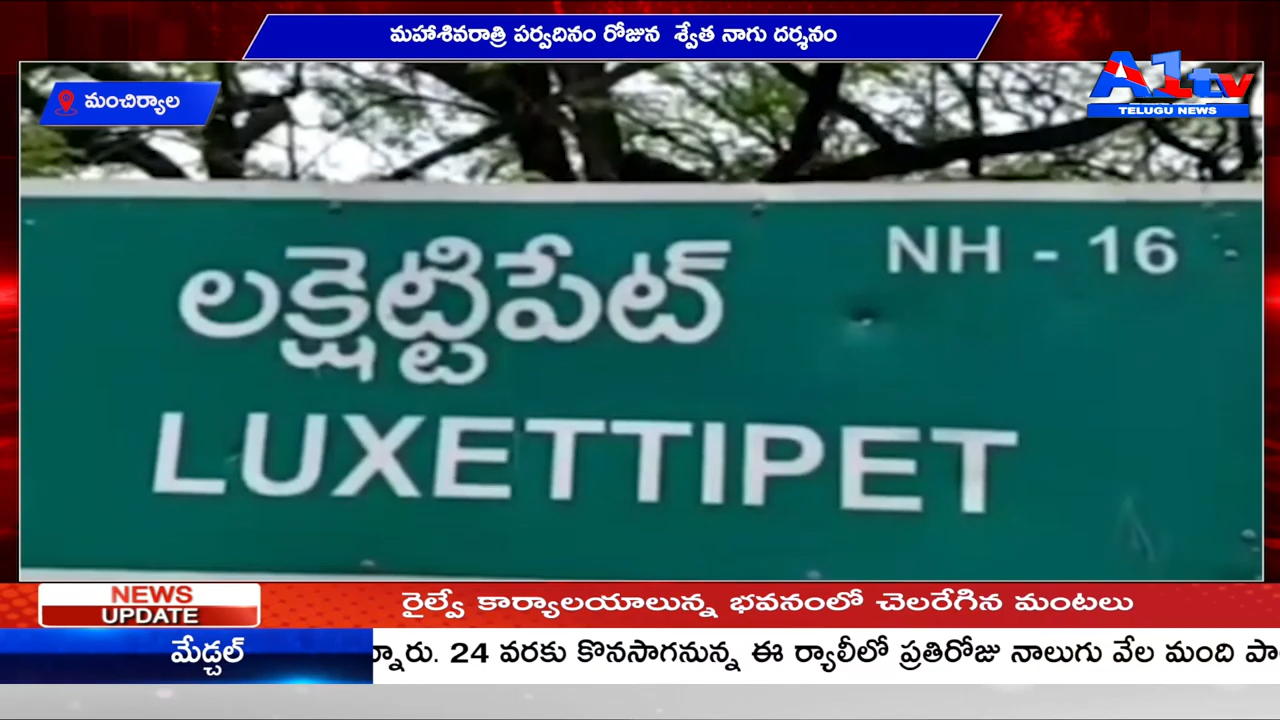 మహాశివరాత్రి పర్వదినం రోజున శ్వేత నాగు దర్శనం
మంచిర్యాల
A1tv
TELUGU NEWS
NH - 16
లక్షెట్టిపేట్
LUXETTIPET
NEWS
UPDATE
రైల్వే కార్యాలయాలున్న భవనంలో చెలరేగిన మంటలు
మేడ్చల్
24 వరకు కొనసాగనున్న ఈ ర్యాలీలో ప్రతిరోజు నాలుగు వేల మంది